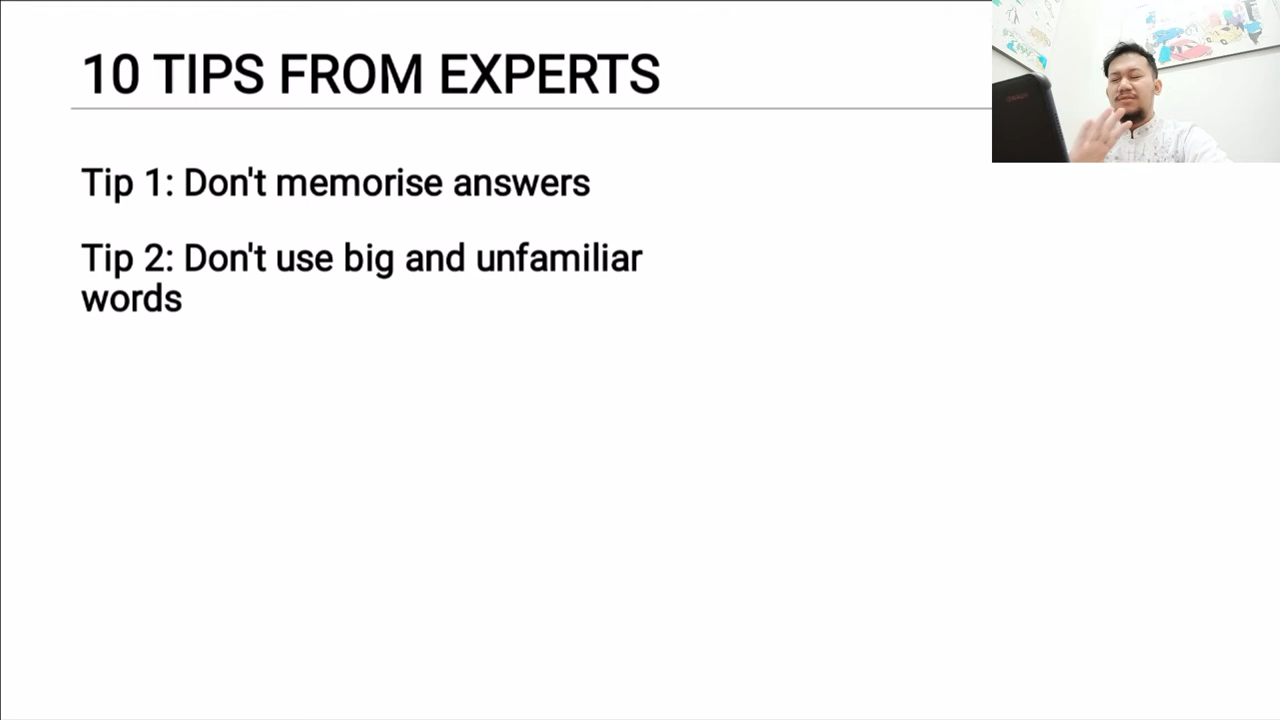 10 TIPS FROM EXPERTS
Tip 1: Don't memorise answers
Tip 2: Don't use big and unfamiliar
words